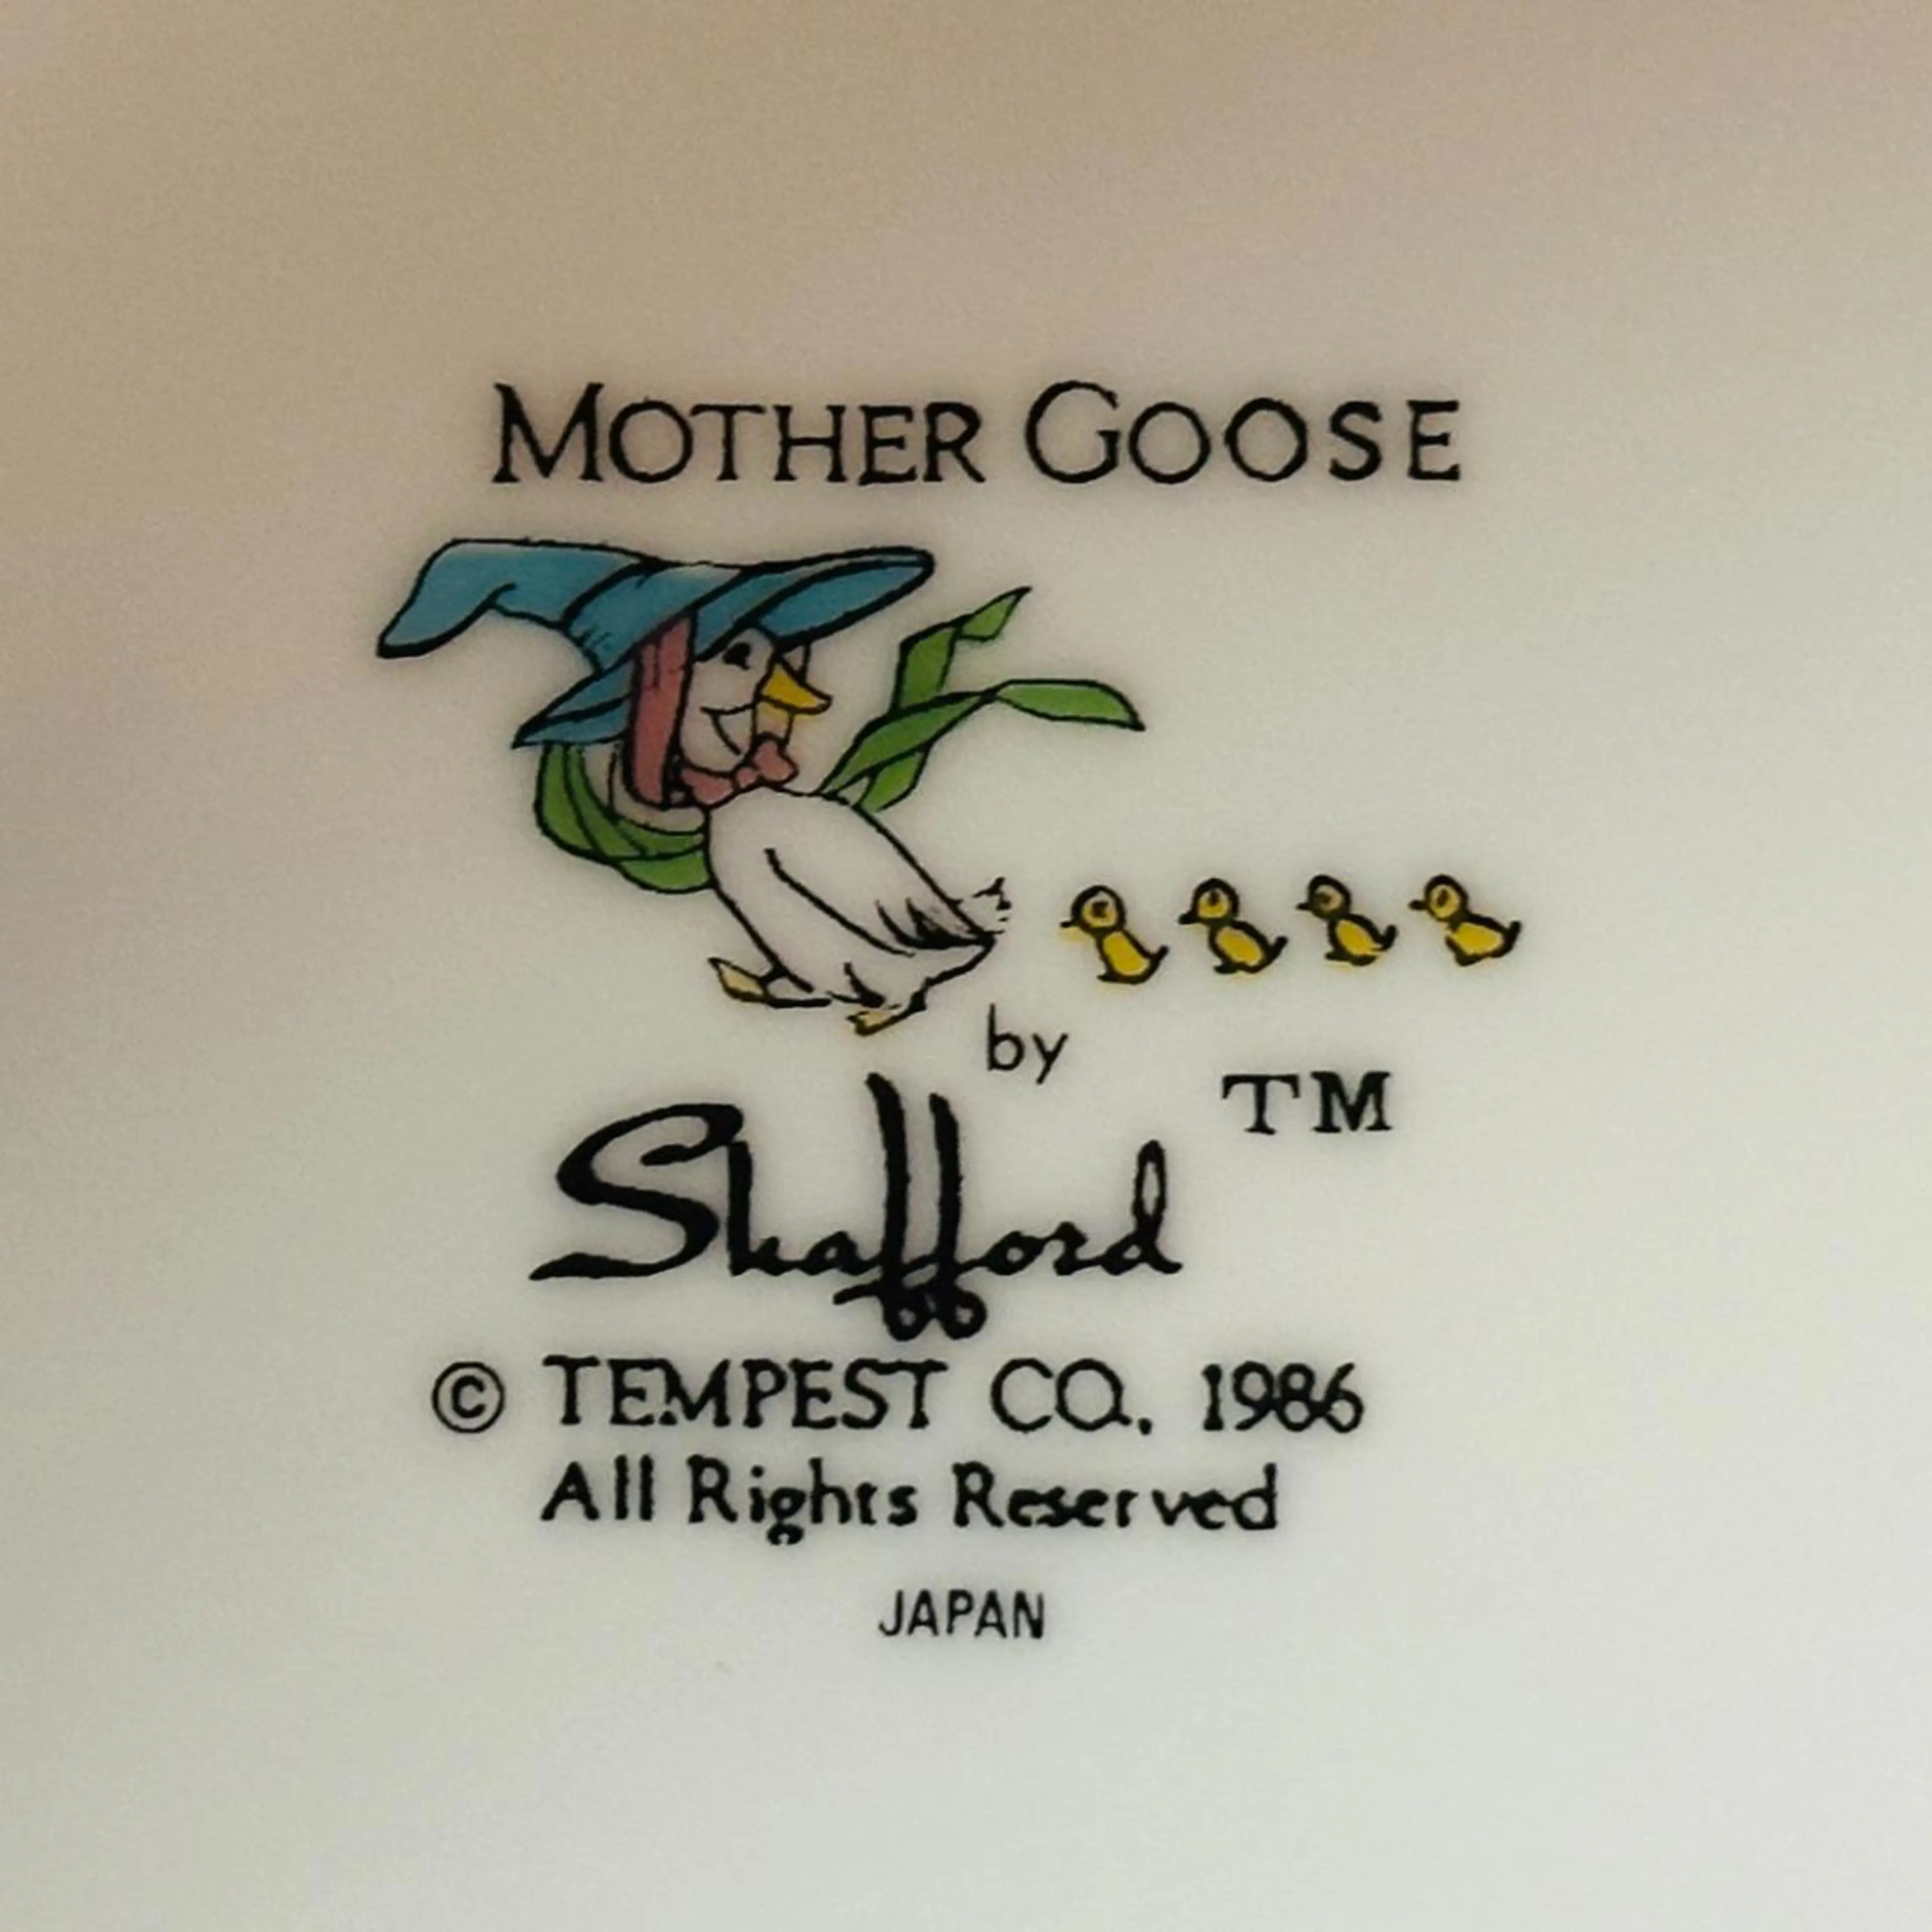 MOTHER GOOSE
by
Shafford TM
© TEMPEST CO. 1986
All Rights Reserved
JAPAN